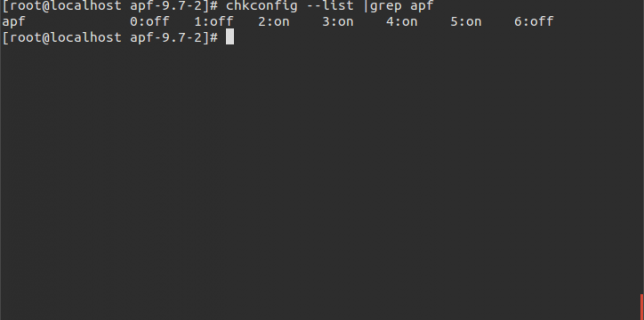 [root@localhost apf-9.7-2]# chkconfig --list |grep apf
apf             0:off   1:off   2:on    3:on    4:on    5:on    6:off
[root@localhost apf-9.7-2]#